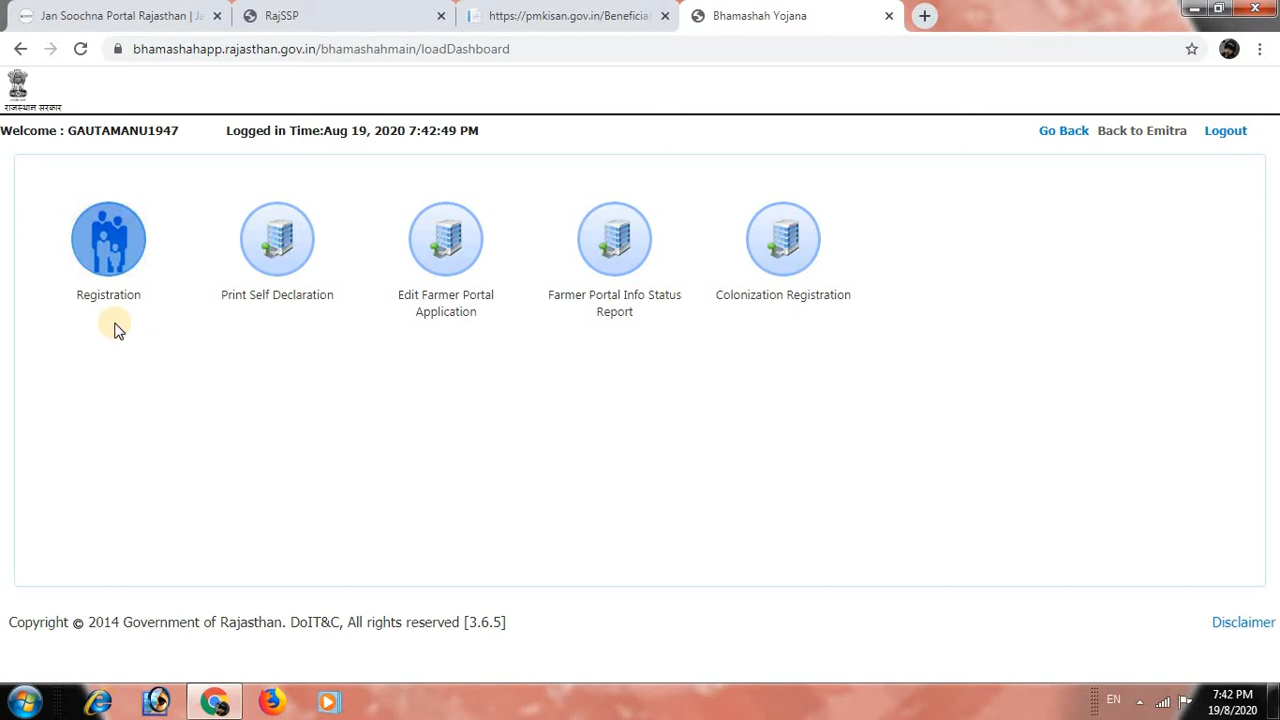 Jan Soochna Portal Rajasthan | Ja
RajSSP
https://pmkisan.gov.in/Beneficia
Bhamashah Yojana
bhamashahapp.rajasthan.gov.in/bhamashahmain/loadDashboard
राजस्थान सरकार
Welcome : GAUTAMANU1947 Logged in Time:Aug 19, 2020 7:42:49 PM Go Back Back to Emitra Logout
Registration
Print Self Declaration
Edit Farmer Portal
Application
Farmer Portal Info Status
Report
Colonization Registration
Copyright © 2014 Government of Rajasthan. DoIT&C, All rights reserved [3.6.5] Disclaimer
EN
7:42 PM
19/8/2020